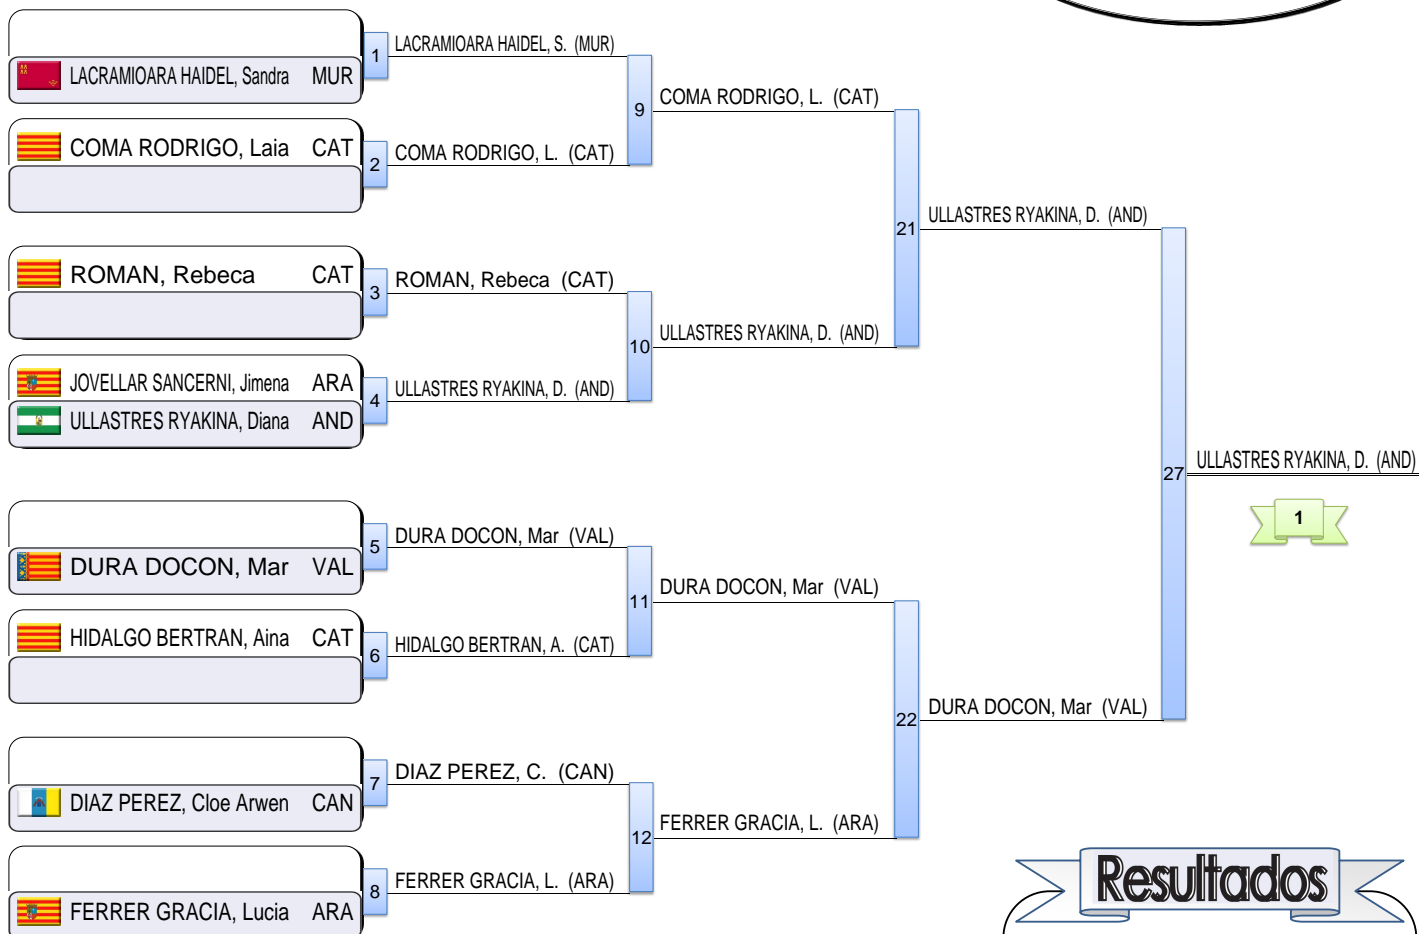 LACRAMIOARA HAIDEL, Sandra MUR
COMA RODRIGO, Laia CAT
ROMAN, Rebeca CAT
JOVELLAR SANCERNI, Jimena ARA
ULLASTRES RYAKINA, Diana AND
DURA DOCON, Mar VAL
HIDALGO BERTRAN, Aina CAT
DIAZ PEREZ, Cloe Arwen CAN
FERRER GRACIA, Lucia ARA
1 LACRAMIOARA HAIDEL, S. (MUR)
2 COMA RODRIGO, L. (CAT)
3 ROMAN, Rebeca (CAT)
4 ULLASTRES RYAKINA, D. (AND)
5 DURA DOCON, Mar (VAL)
6 HIDALGO BERTRAN, A. (CAT)
7 DIAZ PEREZ, C. (CAN)
8 FERRER GRACIA, L. (ARA)
9 COMA RODRIGO, L. (CAT)
10 ULLASTRES RYAKINA, D. (AND)
11 DURA DOCON, Mar (VAL)
12 FERRER GRACIA, L. (ARA)
21 ULLASTRES RYAKINA, D. (AND)
22 DURA DOCON, Mar (VAL)
27 ULLASTRES RYAKINA, D. (AND)
1
Resultados